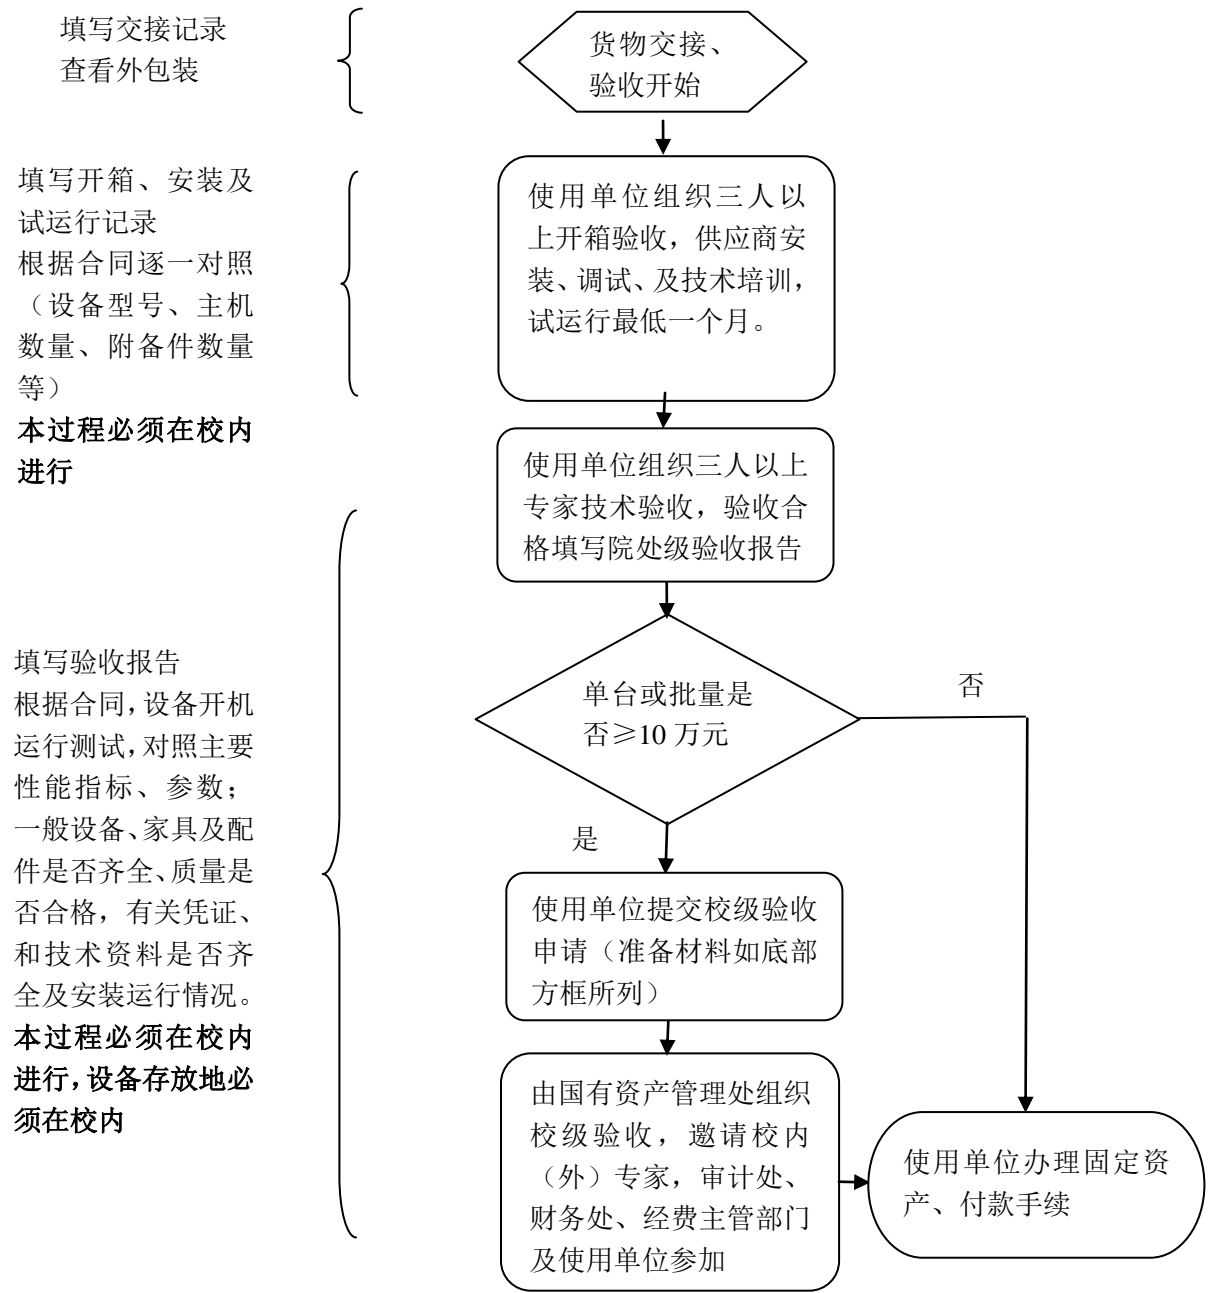 填写交接记录
查看外包装
货物交接、
验收开始
填写开箱、安装及
试运行记录
根据合同逐一对照
（设备型号、主机
数量、附备件数量
等）
本过程必须在校内
进行
使用单位组织三人以
上开箱验收，供应商安
装、调试、及技术培训，
试运行最低一个月。
使用单位组织三人以上
专家技术验收，验收合
格填写院处级验收报告
填写验收报告
根据合同，设备开机
运行测试，对照主要
性能指标、参数；
一般设备、家具及配
件是否齐全、质量是
否合格，有关凭证、
和技术资料是否齐
全及安装运行情况。
本过程必须在校内
进行，设备存放地必
须在校内
单台或批量是
否≥10 万元
否
是
使用单位提交校级验收
申请（准备材料如底部
方框所列）
由国有资产管理处组织
校级验收，邀请校内
（外）专家，审计处、
财务处、经费主管部门
及使用单位参加
使用单位办理固定资
产、付款手续